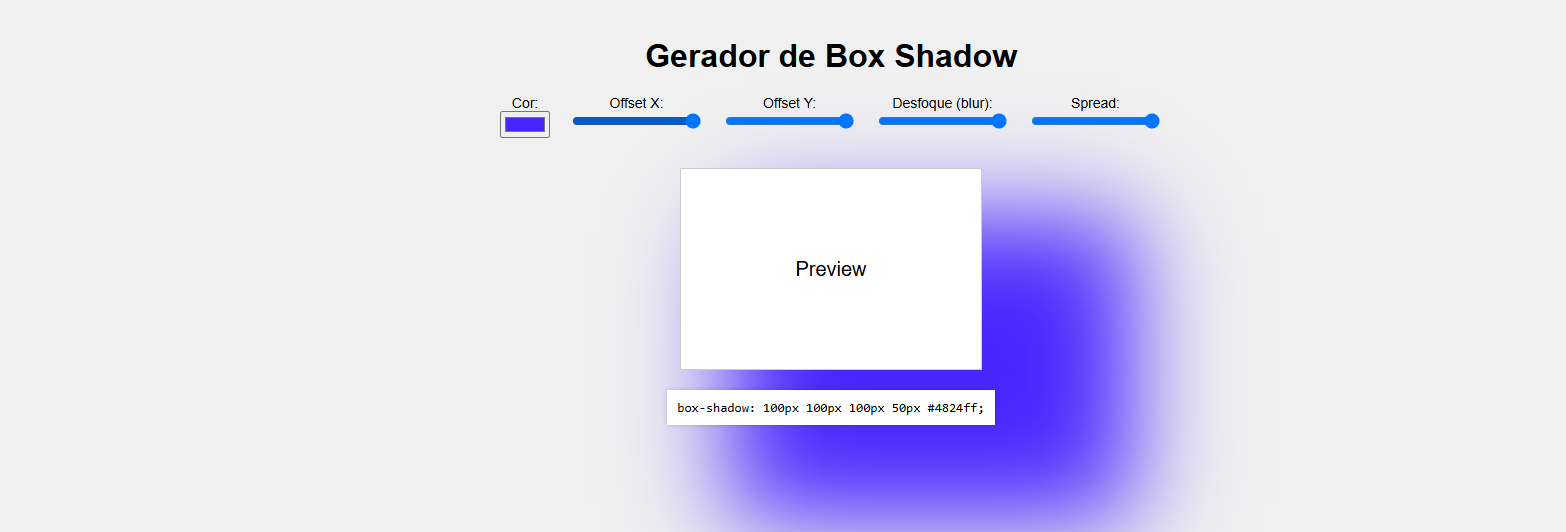 Gerador de Box Shadow
Cor: Offset X: Offset Y: Desfoque (blur): Spread:
Preview
box-shadow: 100px 100px 100px 50px #4824ff;